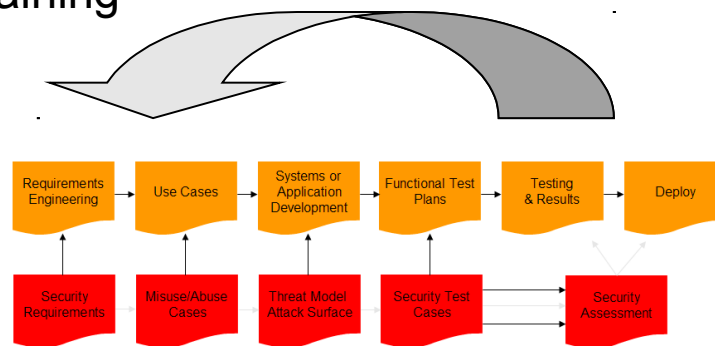 Requirements
Engineering
Use Cases
Systems or
Application
Development
Functional Test
Plans
Testing
& Results
Deploy
Security
Requirements
Misuse/Abuse
Cases
Threat Model
Attack Surface
Security Test
Cases
Security
Assessment